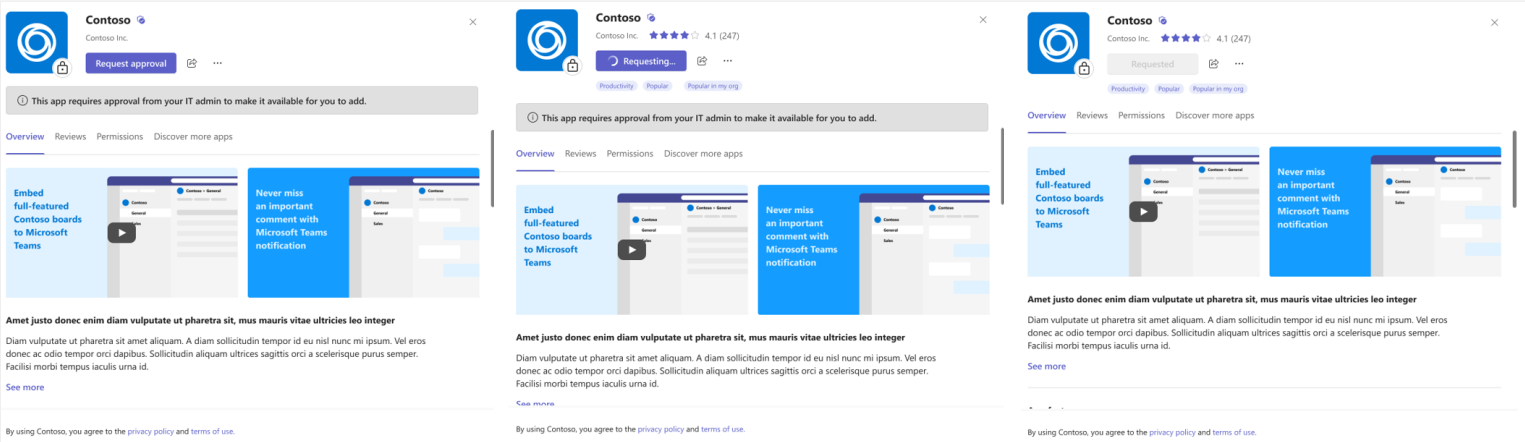 Contoso
Contoso Inc.
Request approval
This app requires approval from your IT admin to make it available for you to add.
Overview Reviews Permissions Discover more apps
Embed
full-featured
Contoso boards
to Microsoft
Teams
Contoso > General
Contoso
General
Sales
Never miss
an important
comment with
Microsoft Teams
notification
Contoso
Contoso
General
Sales
Amet justo donec enim diam vulputate ut pharetra sit, mus mauris vitae ultricies leo integer
Diam vulputate ut pharetra sit amet aliquam. A diam sollicitudin tempor id eu nisl nunc mi ipsum. Vel eros
donec ac odio tempor orci dapibus. Sollicitudin aliquam ultrices sagittis orci a scelerisque purus semper.
Facilisi mybi tempus iaculis urna id.
See more
By using Contoso, you agree to the privacy policy and terms of use.
Contoso
Contoso Inc. 4.1 (247)
Requesting...
Productivity Popular Popular in my org
This app requires approval from your IT admin to make it available for you to add.
Overview Reviews Permissions Discover more apps
Embed
full-featured
Contoso boards
to Microsoft
Teams
Contoso > General
Contoso
General
Sales
Never miss
an important
comment with
Microsoft Teams
notification
Contoso
Contoso
General
Sales
Amet justo donec enim diam vulputate ut pharetra sit, mus mauris vitae ultricies leo integer
Diam vulputate ut pharetra sit amet aliquam. A diam sollicitudin tempor id eu nisl nunc mi ipsum. Vel eros
donec ac odio tempor orci dapibus. Sollicitudin aliquam ultrices sagittis orci a scelerisque purus semper.
Facilisi mybi tempus iaculis urna id.
See more
By using Contoso, you agree to the privacy policy and terms of use.
Contoso
Contoso Inc. 4.1 (247)
Requested
Productivity Popular Popular in my org
Overview Reviews Permissions Discover more apps
Embed
full-featured
Contoso boards
to Microsoft
Teams
Contoso > General
Contoso
General
Sales
Never miss
an important
comment with
Microsoft Teams
notification
Contoso
Contoso
General
Sales
Amet justo donec enim diam vulputate ut pharetra sit, mus mauris vitae ultricies leo integer
Diam vulputate ut pharetra sit amet aliquam. A diam sollicitudin tempor id eu nisl nunc mi ipsum. Vel eros
donec ac odio tempor orci dapibus. Sollicitudin aliquam ultrices sagittis orci a scelerisque purus semper.
Facilisi mybi tempus iaculis urna id.
See more
By using Contoso, you agree to the privacy policy and terms of use.